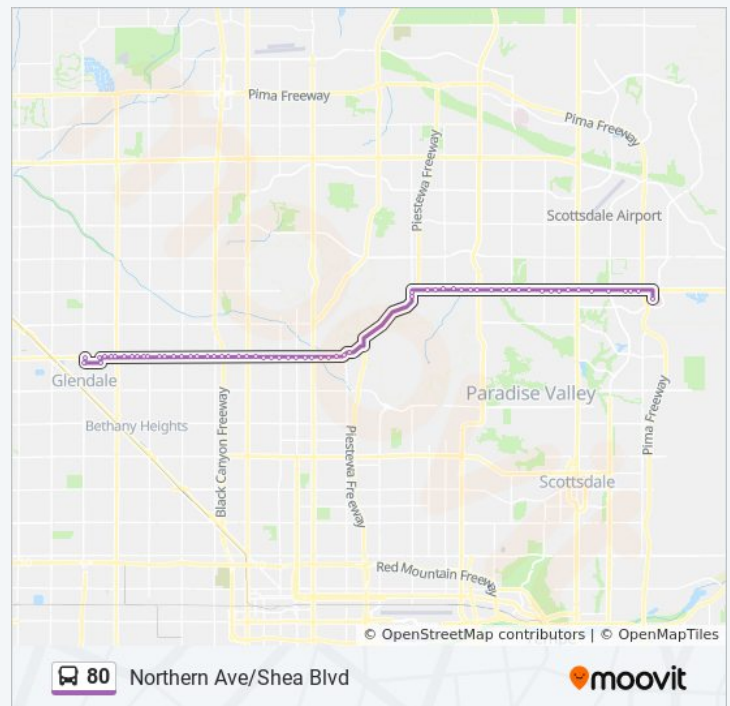 Pima Freeway
Pima Freeway
Piestewa Freeway
Scottsdale Airport
Glendale
Bethany Heights
Black Canyon Freeway
Piestewa Freeway
Paradise Valley
Pima Freeway
Scottsdale
Red Mountain Freeway
© OpenStreetMap contributors | © OpenMapTiles
80 Northern Ave/Shea Blvd
moovit